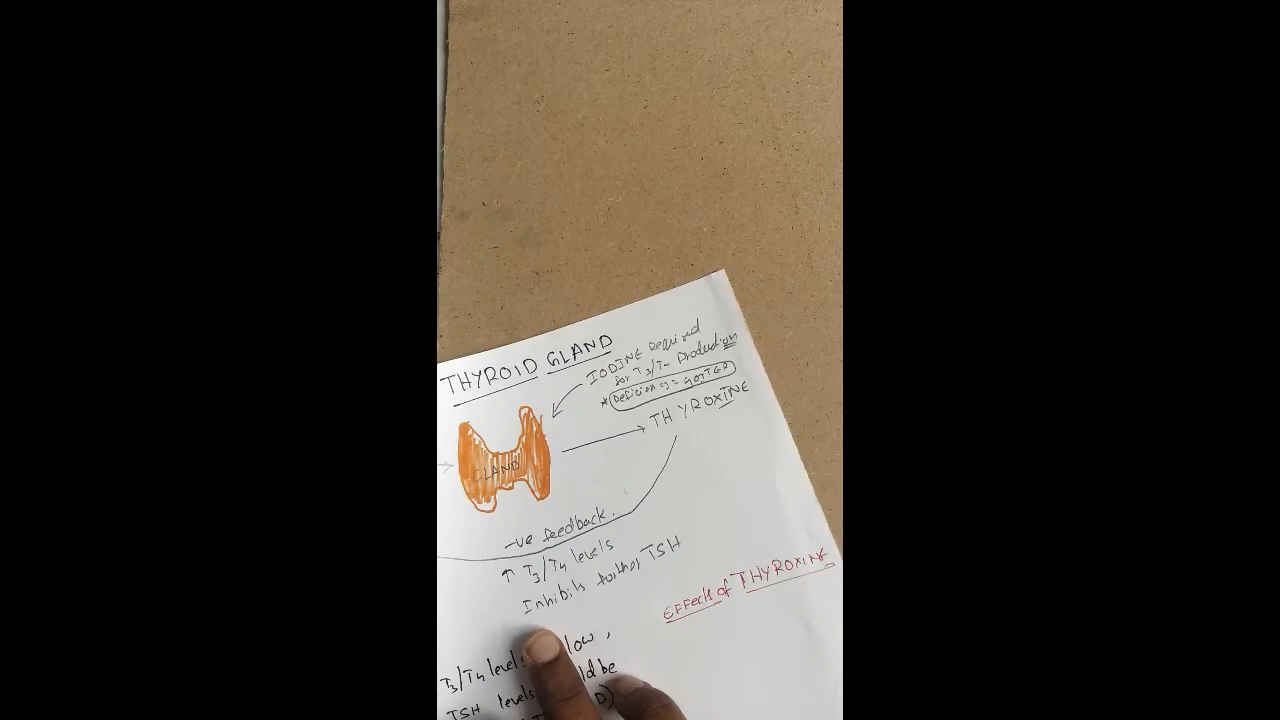 THYROID GLAND
IODINE required
for T3/T4 Production
* Deficiency = GOITER
THYROXINE
GLAND
-ve feedback.
↑ T3/T4 levels
Inhibits further TSH
Effects of THYROXINE
T3/T4 levels low,
TSH levels be